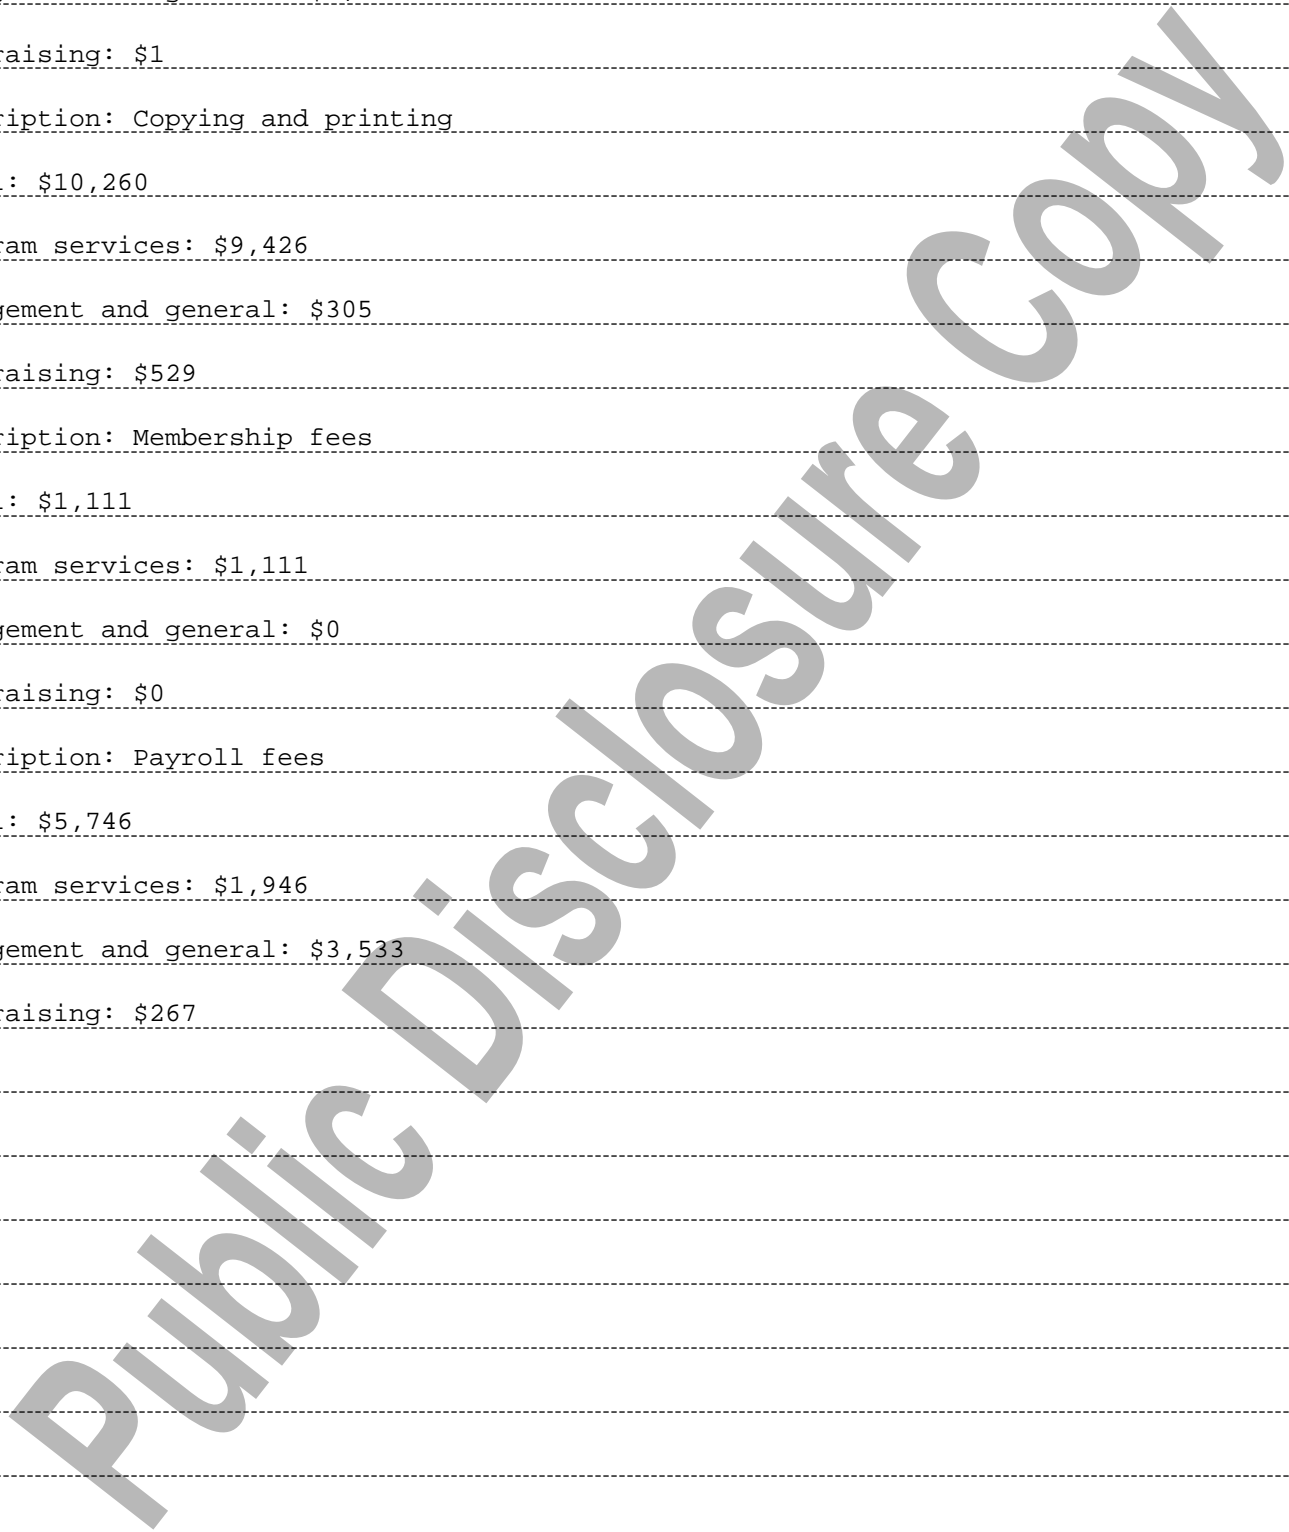 raising: $1
ription: Copying and printing
l: $10,260
ram services: $9,426
gement and general: $305
raising: $529
ription: Membership fees
l: $1,111
ram services: $1,111
gement and general: $0
raising: $0
ription: Payroll fees
l: $5,746
ram services: $1,946
gement and general: $3,533
raising: $267
Public Disclosure Copy